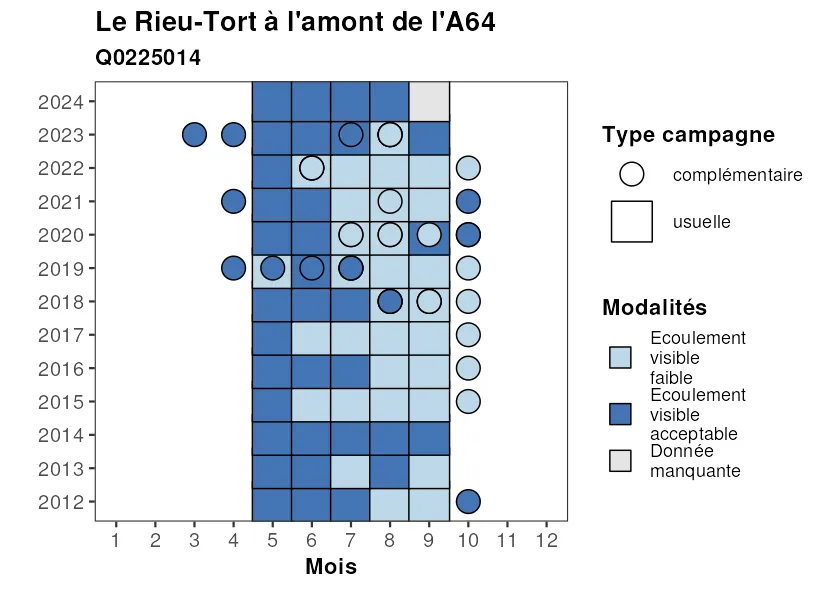 Le Rieu-Tort à l'amont de l'A64
Q0225014
2024
2023
2022
2021
2020
2019
2018
2017
2016
2015
2014
2013
2012
1 2 3 4 5 6 7 8 9 10 11 12
Mois
Type campagne
complémentaire
usuelle
Modalités
Ecoulement
visible
faible
Ecoulement
visible
acceptable
Donnée
manquante